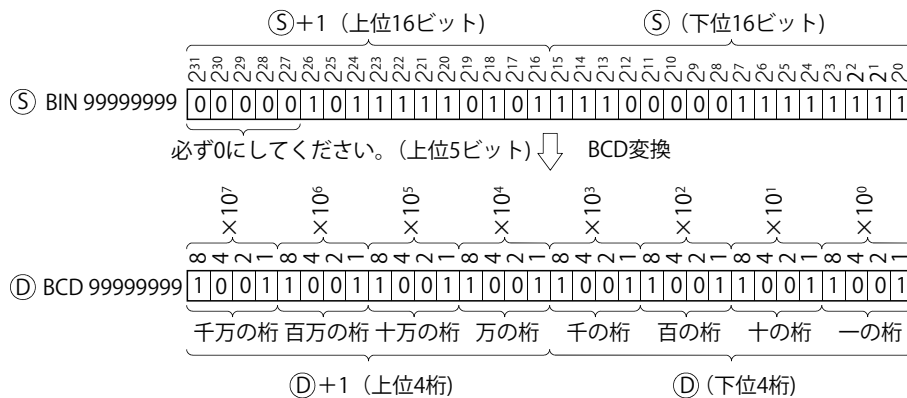 Ⓢ+1（上位16ビット） Ⓢ（下位16ビット）
2³¹ 2³⁰ 2²⁹ 2²⁸ 2²⁷ 2²⁶ 2²⁵ 2²⁴ 2²³ 2²² 2²¹ 2²⁰ 2¹⁹ 2¹⁸ 2¹⁷ 2¹⁶ 2¹⁵ 2¹⁴ 2¹³ 2¹² 2¹¹ 2¹⁰ 2⁹ 2⁸ 2⁷ 2⁶ 2⁵ 2⁴ 2³ 2² 2¹ 2⁰
Ⓢ BIN 99999999 0 0 0 0 0 1 0 1 1 1 1 1 0 1 0 1 1 1 1 0 0 0 0 0 1 1 1 1 1 1 1 1
必ず0にしてください。（上位5ビット） BCD変換
×10⁷ ×10⁶ ×10⁵ ×10⁴ ×10³ ×10² ×10¹ ×10⁰
8 4 2 1 8 4 2 1 8 4 2 1 8 4 2 1 8 4 2 1 8 4 2 1 8 4 2 1 8 4 2 1
Ⓓ BCD 99999999 1 0 0 1 1 0 0 1 1 0 0 1 1 0 0 1 1 0 0 1 1 0 0 1 1 0 0 1 1 0 0 1
千万の桁 百万の桁 十万の桁 万の桁 千の桁 百の桁 十の桁 一の桁
Ⓓ+1（上位4桁） Ⓓ（下位4桁）